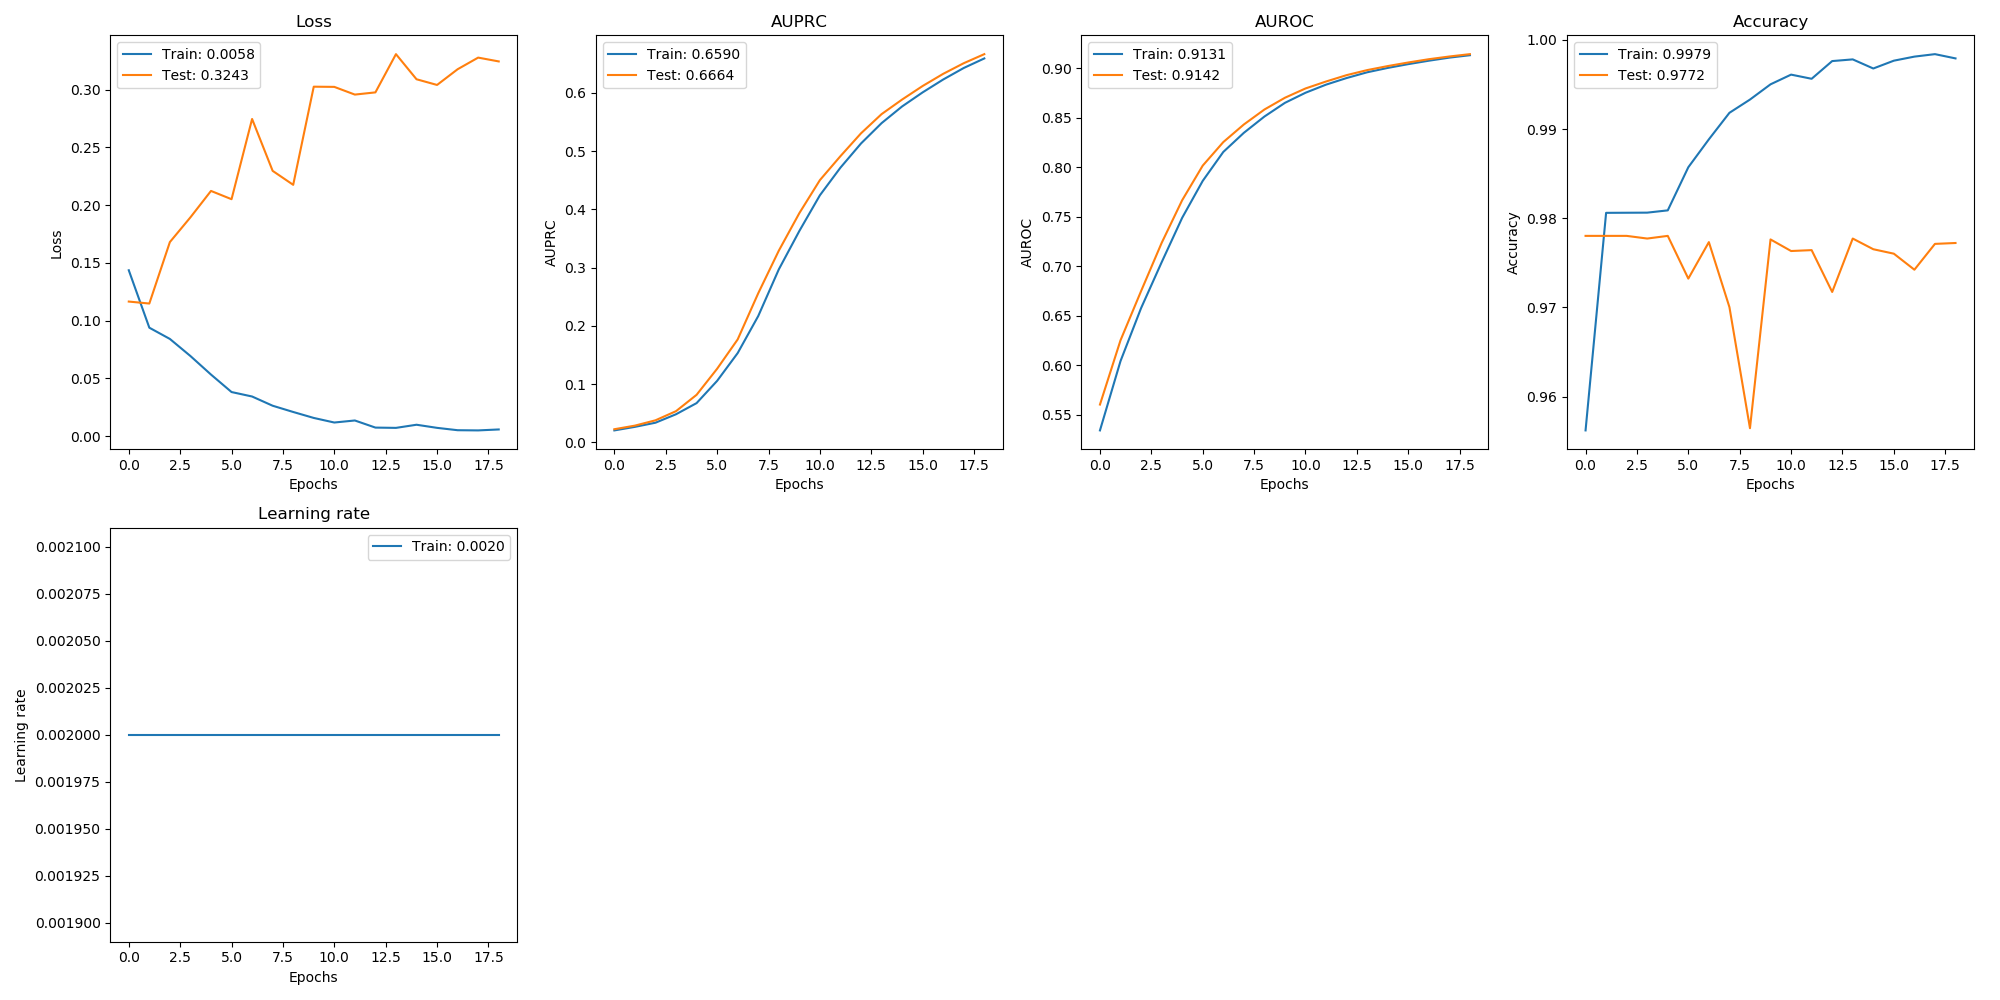 Loss
Train: 0.0058
Test: 0.3243
0.30
0.25
0.20
0.15
0.10
0.05
0.00
Loss
0.0 2.5 5.0 7.5 10.0 12.5 15.0 17.5
Epochs
AUPRC
Train: 0.6590
Test: 0.6664
0.6
0.5
0.4
0.3
0.2
0.1
0.0
AUPRC
0.0 2.5 5.0 7.5 10.0 12.5 15.0 17.5
Epochs
AUROC
Train: 0.9131
Test: 0.9142
0.90
0.85
0.80
0.75
0.70
0.65
0.60
0.55
AUROC
0.0 2.5 5.0 7.5 10.0 12.5 15.0 17.5
Epochs
Accuracy
Train: 0.9979
Test: 0.9772
1.00
0.99
0.98
0.97
0.96
Accuracy
0.0 2.5 5.0 7.5 10.0 12.5 15.0 17.5
Epochs
Learning rate
Train: 0.0020
0.002100
0.002075
0.002050
0.002025
0.002000
0.001975
0.001950
0.001925
0.001900
Learning rate
0.0 2.5 5.0 7.5 10.0 12.5 15.0 17.5
Epochs